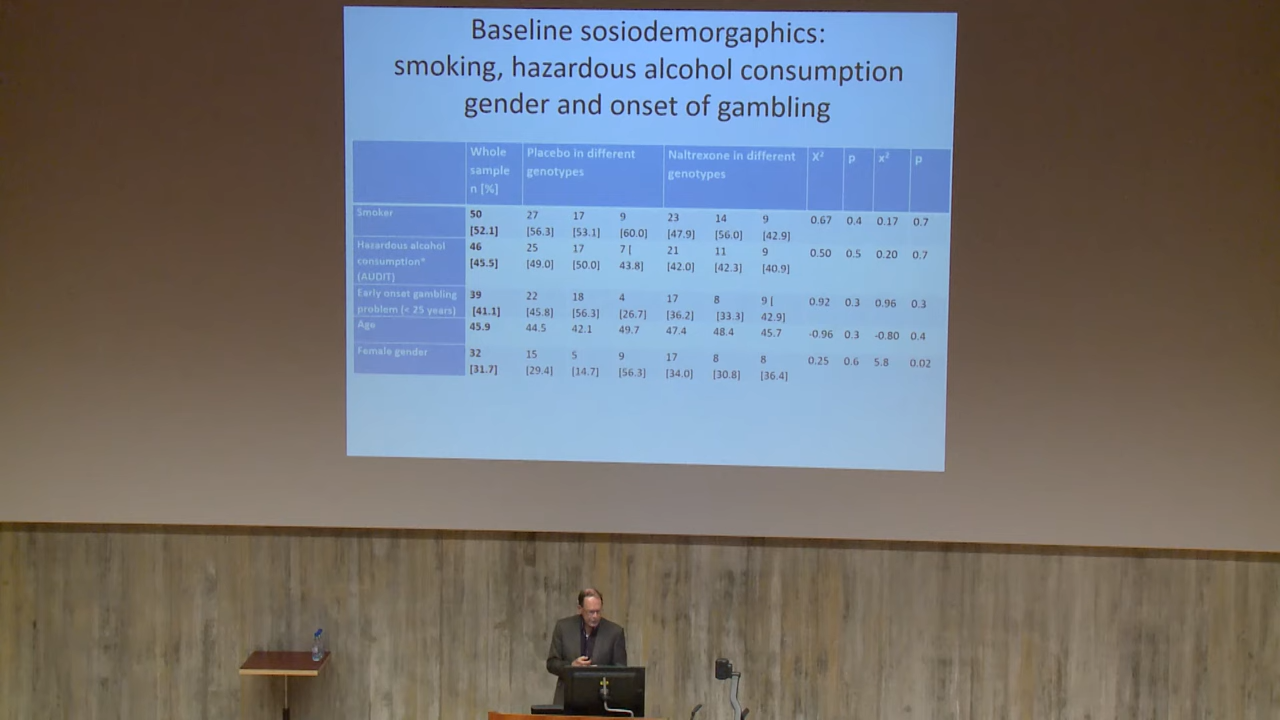 Baseline sosiodemorgaphics:
smoking, hazardous alcohol consumption
gender and onset of gambling
Whole sample n [%] Placebo in different genotypes Naltrexone in different genotypes X² p x² p
Smoker 50 [52.1] 27 [56.3] 17 [53.1] 9 [60.0] 23 [47.9] 14 [56.0] 9 [42.9] 0.67 0.4 0.17 0.7
Hazardous alcohol consumption* (AUDIT) 46 [45.5] 25 [49.0] 17 [50.0] 7 [ 43.8] 21 [42.0] 11 [42.3] 9 [40.9] 0.50 0.5 0.20 0.7
Early onset gambling problem (< 25 years) 39 [41.1] 22 [45.8] 18 [56.3] 4 [26.7] 17 [36.2] 8 [33.3] 9 [ 42.9] 0.92 0.3 0.96 0.3
Age 45.9 44.5 42.1 49.7 47.4 48.4 45.7 -0.96 0.3 -0.80 0.4
Female gender 32 [31.7] 15 [29.4] 5 [14.7] 9 [56.3] 17 [34.0] 8 [30.8] 8 [36.4] 0.25 0.6 5.8 0.02